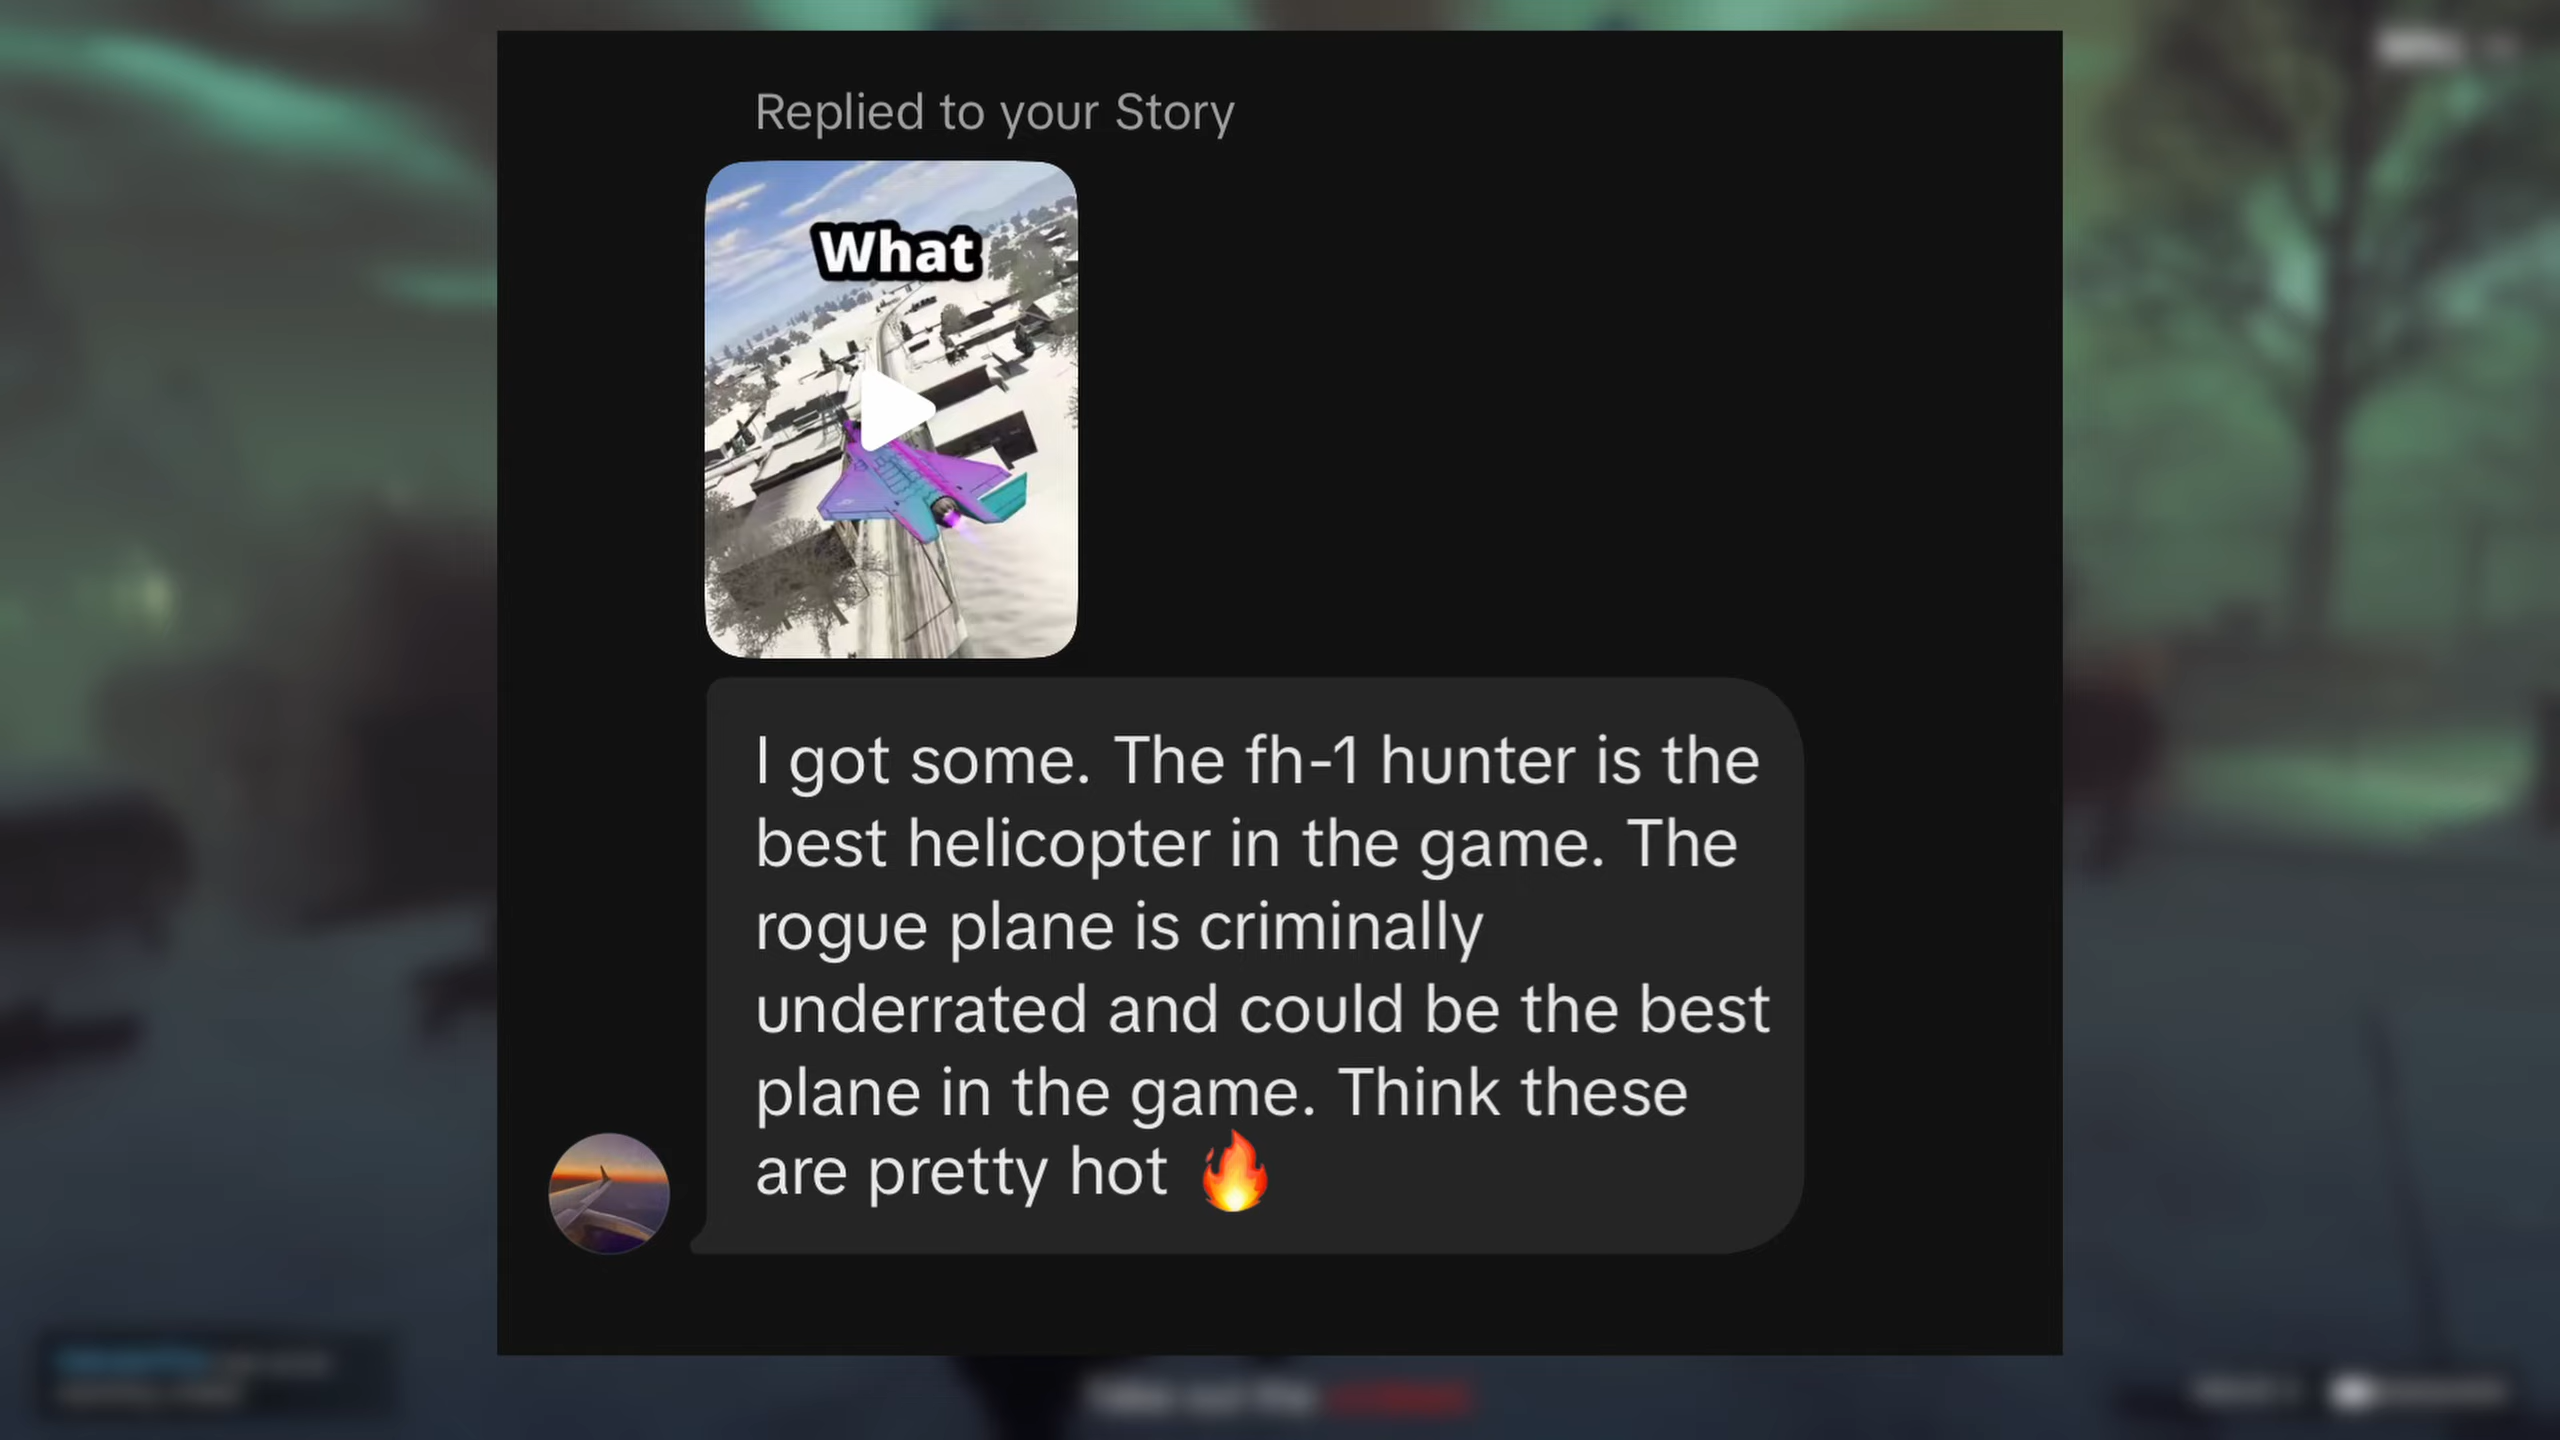 Replied to your Story
What
I got some. The fh-1 hunter is the
best helicopter in the game. The
rogue plane is criminally
underrated and could be the best
plane in the game. Think these
are pretty hot 🔥